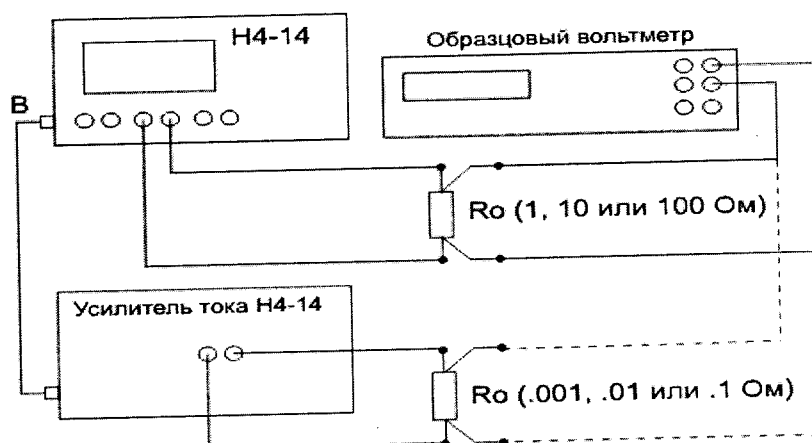 Н4-14
Образцовый вольтметр
В
Ro (1, 10 или 100 Ом)
Усилитель тока Н4-14
Ro (.001, .01 или .1 Ом)